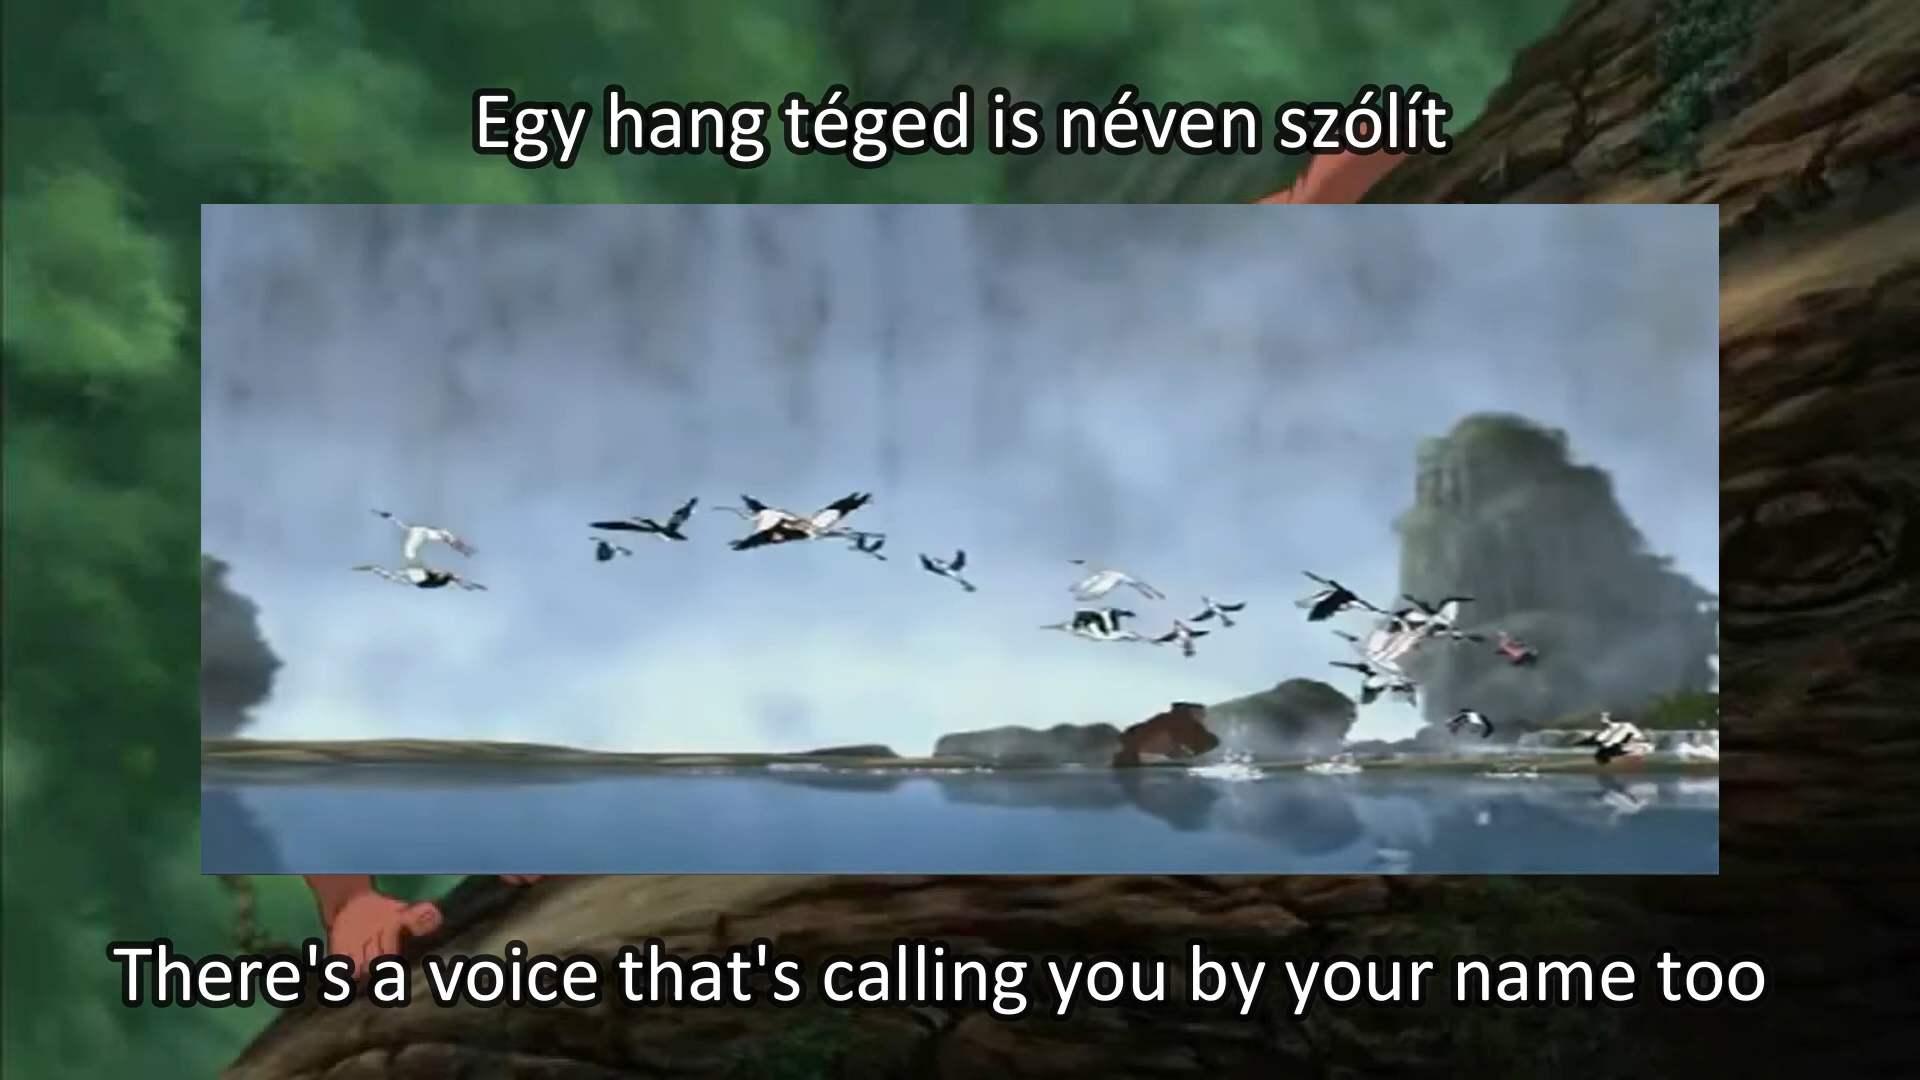 Egy hang téged is néven szólít
There's a voice that's calling you by your name too